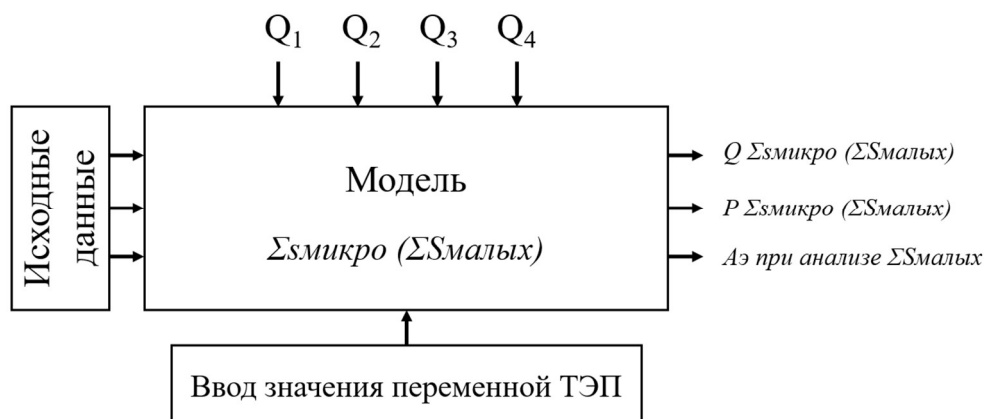 Q1 Q2 Q3 Q4
Исходные
данные
Модель
Σsмикро (ΣSмалых)
Q Σsмикро (ΣSмалых)
P Σsмикро (ΣSмалых)
Аэ при анализе ΣSмалых
Ввод значения переменной ТЭП